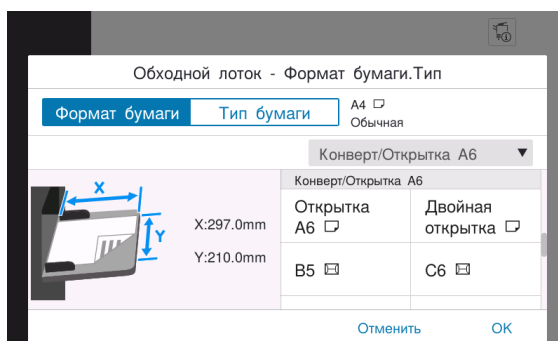 Обходной лоток - Формат бумаги.Тип
Формат бумаги
Тип бумаги
A4
Обычная
Конверт/Открытка A6
Конверт/Открытка A6
X
Y
X:297.0mm
Y:210.0mm
Открытка
A6
Двойная
открытка
B5
C6
Отменить
OK